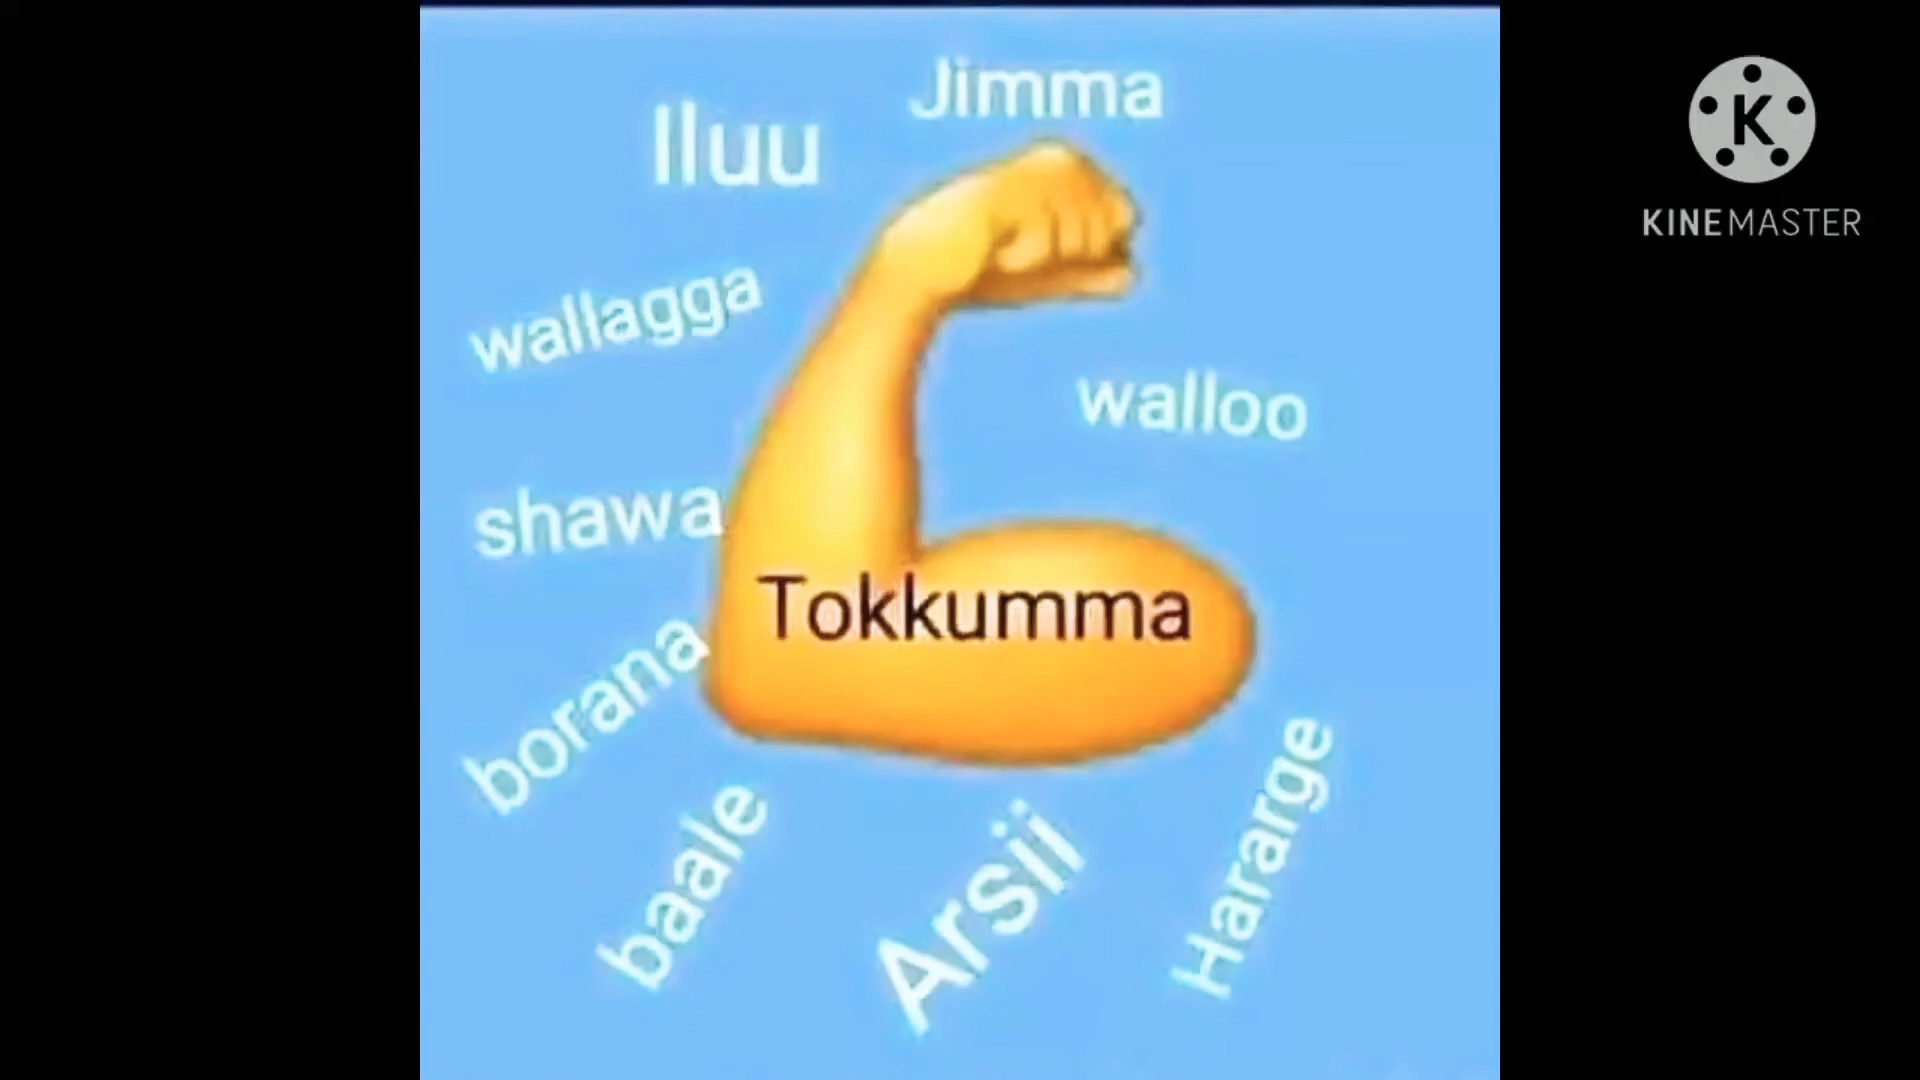 Jimma
Iluu
wallagga
walloo
shawa
Tokkumma
borana
baale
Arsii
Hararge
K
KINEMASTER